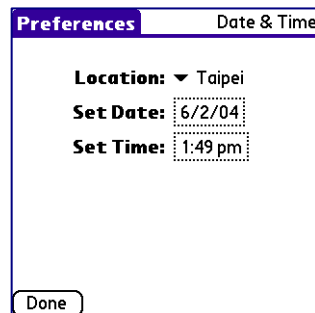 Preferences Date & Time
Location: Taipei
Set Date: 6/2/04
Set Time: 1:49 pm
Done